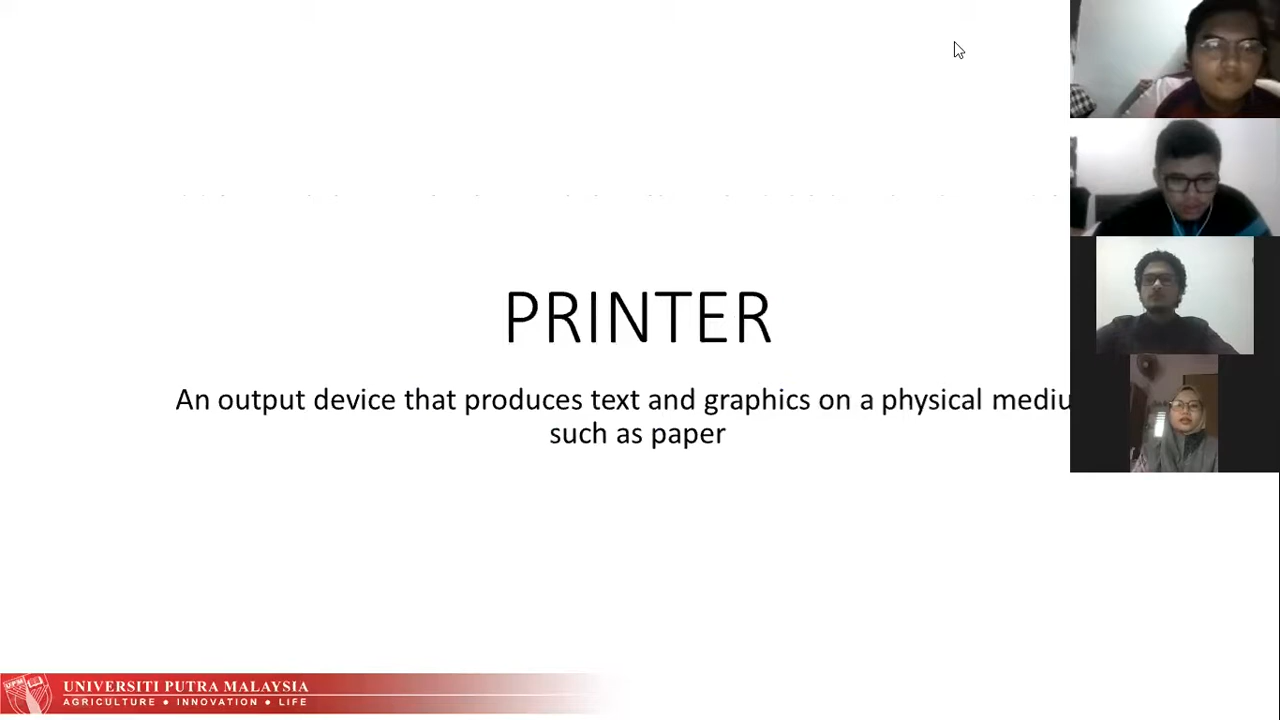 PRINTER
An output device that produces text and graphics on a physical mediu
such as paper
UPM
UNIVERSITI PUTRA MALAYSIA
AGRICULTURE • INNOVATION • LIFE